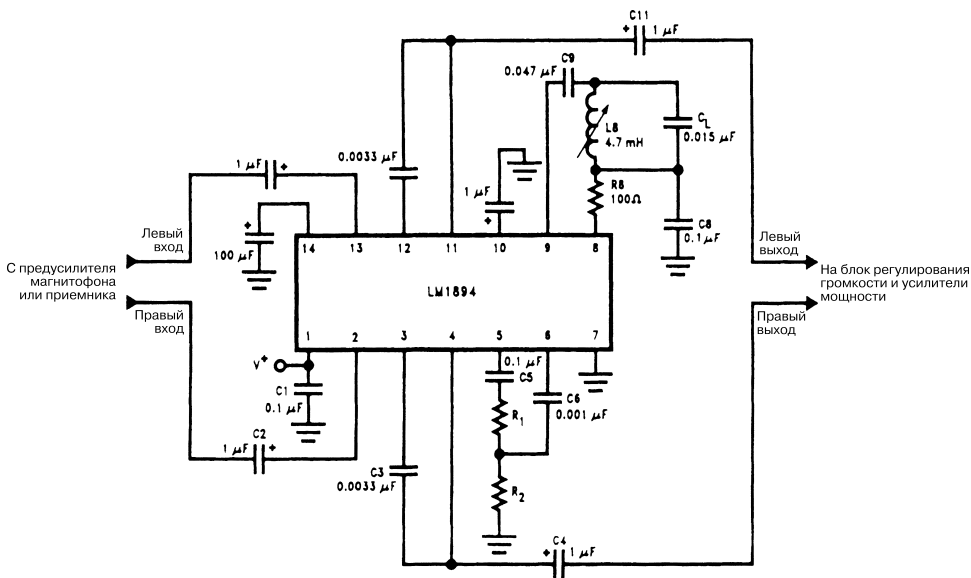 C11
+ 1 µF
C9
0.047 µF
L8
4.7 mH
CL
0.015 µF
0.0033 µF
1 µF
+
1 µF
+
R8
100Ω
C8
0.1 µF
+
100 µF
14 13 12 11 10 9 8
Левый
вход
С предусилителя
магнитофона
или приемника
Правый
вход
LM1894
Левый
выход
На блок регулирования
громкости и усилители
мощности
Правый
выход
1 2 3 4 5 6 7
V+
C1
0.1 µF
0.1 µF
C5
C6
0.001 µF
R1
C2
1 µF +
C3
0.0033 µF
R2
C4
+ 1 µF